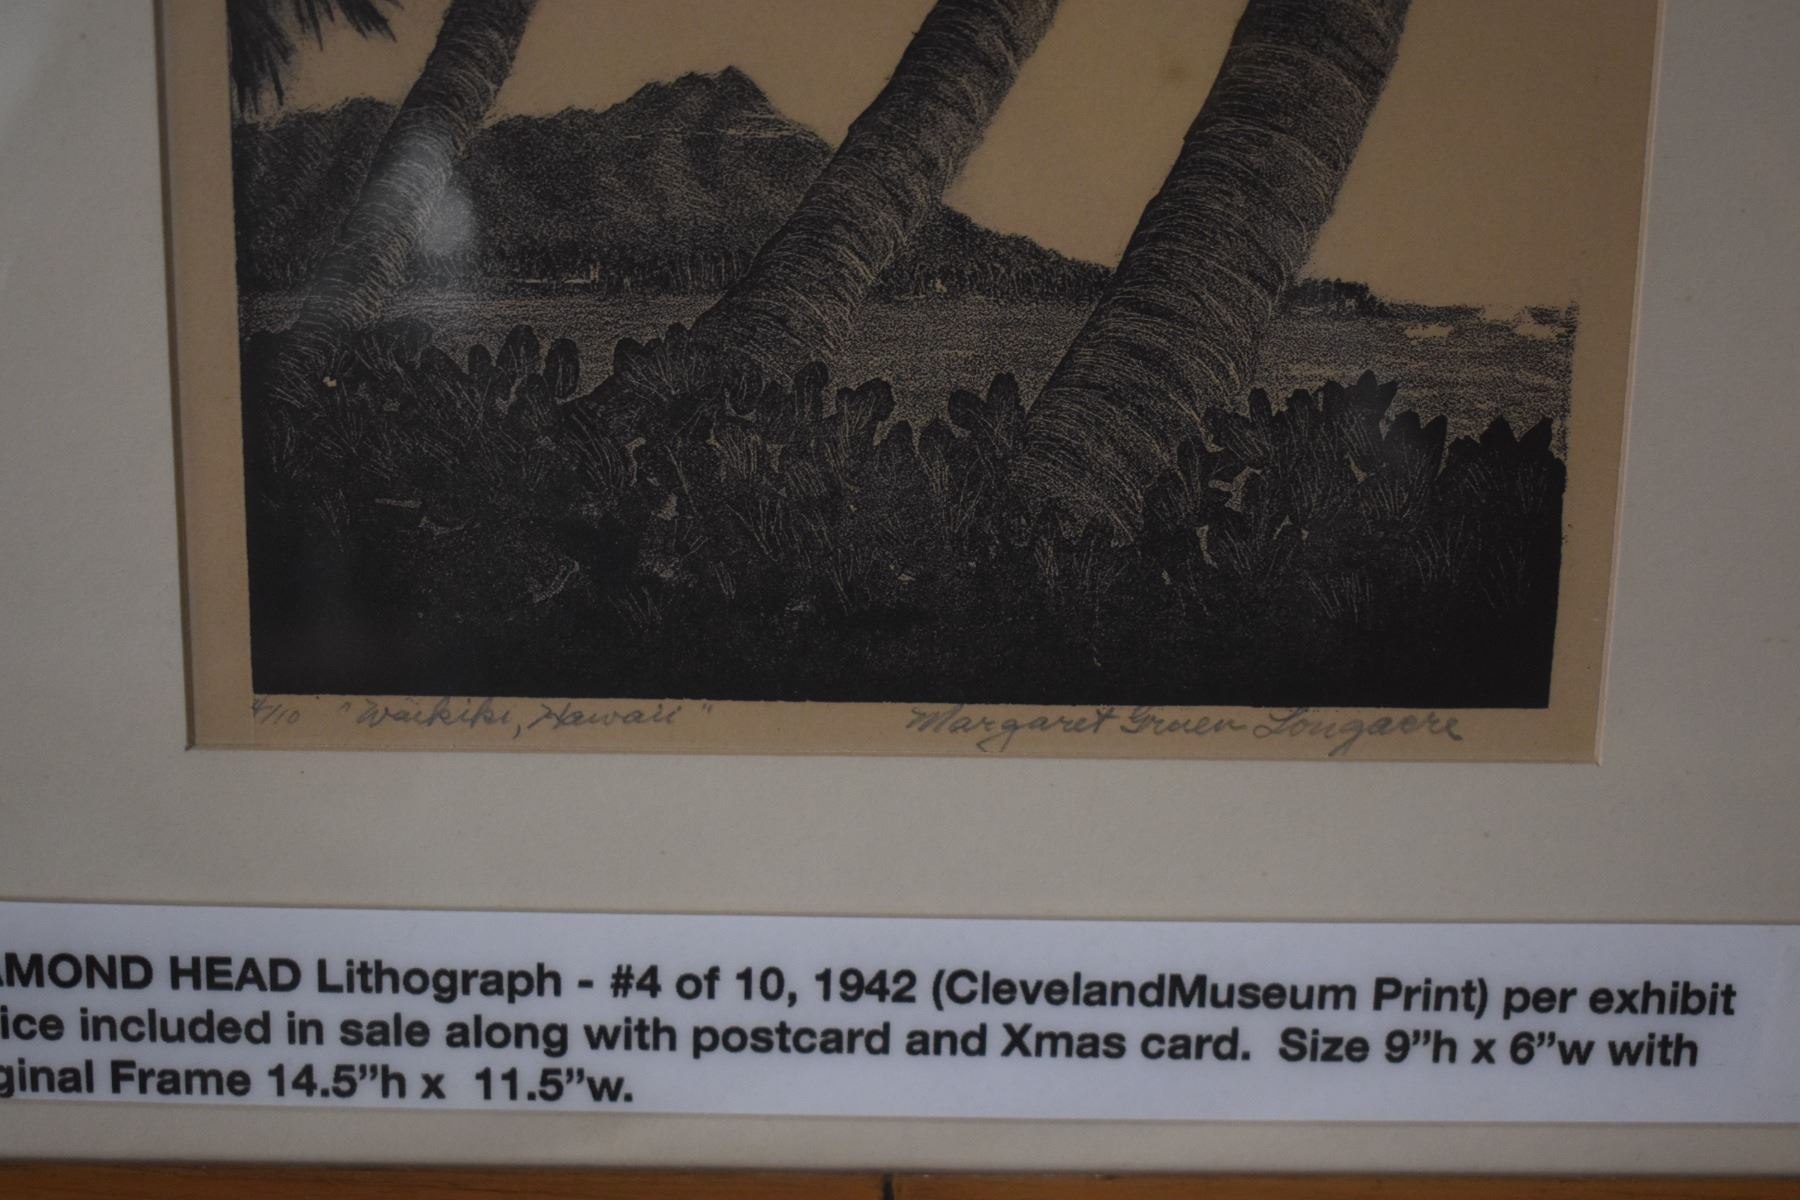 4/10 "Waikiki, Hawaii" Margaret Gruen Longacre
AMOND HEAD Lithograph - #4 of 10, 1942 (ClevelandMuseum Print) per exhibit
ice included in sale along with postcard and Xmas card. Size 9”h x 6”w with
ginal Frame 14.5”h x 11.5”w.